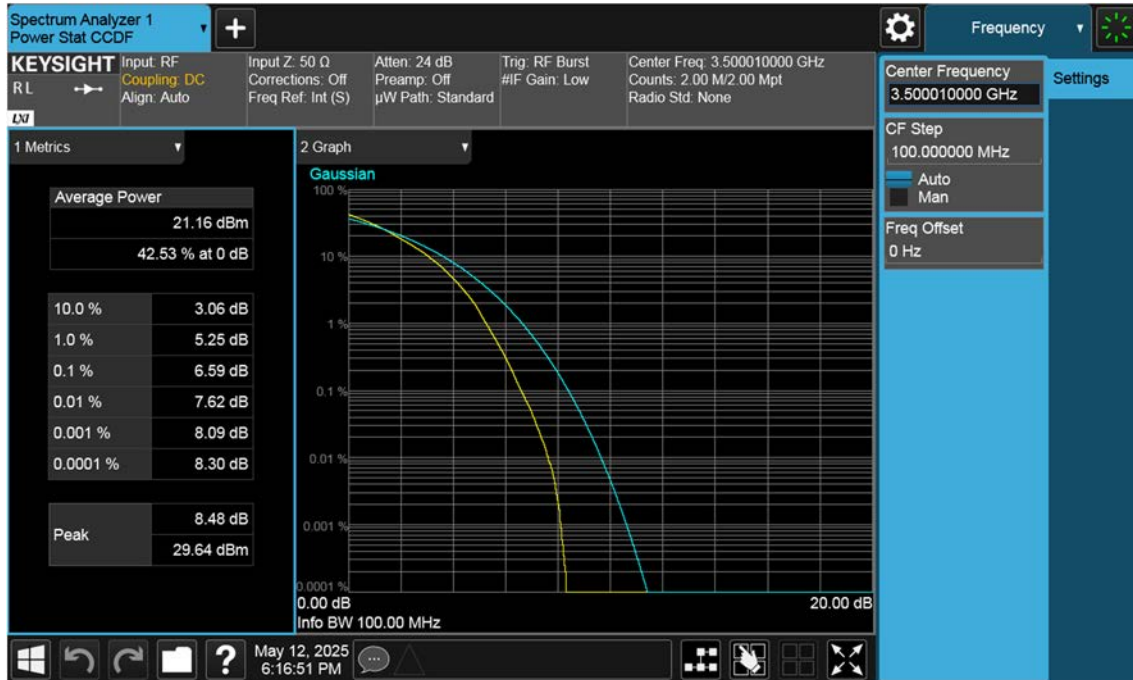 Spectrum Analyzer 1
Power Stat CCDF
Frequency
KEYSIGHT
RL
LXI
Input: RF
Coupling: DC
Align: Auto
Input Z: 50 Ω
Corrections: Off
Freq Ref: Int (S)
Atten: 24 dB
Preamp: Off
µW Path: Standard
Trig: RF Burst
#IF Gain: Low
Center Freq: 3.500010000 GHz
Counts: 2.00 M/2.00 Mpt
Radio Std: None
Center Frequency
3.500010000 GHz
Settings
CF Step
100.000000 MHz
Auto
Man
Freq Offset
0 Hz
1 Metrics
Average Power
21.16 dBm
42.53 % at 0 dB
10.0 % 3.06 dB
1.0 % 5.25 dB
0.1 % 6.59 dB
0.01 % 7.62 dB
0.001 % 8.09 dB
0.0001 % 8.30 dB
Peak
8.48 dB
29.64 dBm
2 Graph
Gaussian
100 %
10 %
1 %
0.1 %
0.01 %
0.001 %
0.0001 %
0.00 dB 20.00 dB
Info BW 100.00 MHz
May 12, 2025
6:16:51 PM